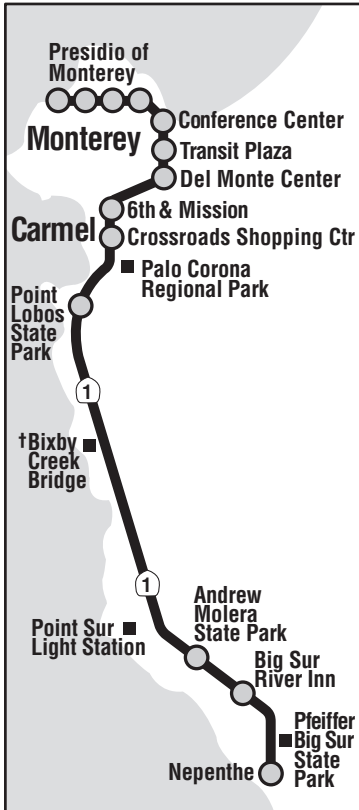 Presidio of
Monterey
Monterey
Conference Center
Transit Plaza
Del Monte Center
6th & Mission
Carmel
Crossroads Shopping Ctr
Palo Corona
Regional Park
Point
Lobos
State
Park
1
†Bixby
Creek
Bridge
1
Andrew
Molera
State Park
Point Sur
Light Station
Big Sur
River Inn
Pfeiffer
Big Sur
State
Park
Nepenthe